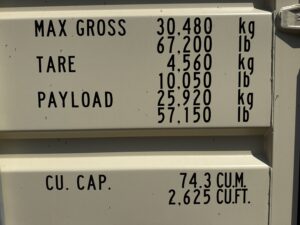 MAX GROSS 30.480 kg
67.200 lb
TARE 4.560 kg
10.050 lb
PAYLOAD 25.920 kg
57.150 lb
CU. CAP. 74.3 CU.M.
2.625 CU.FT.